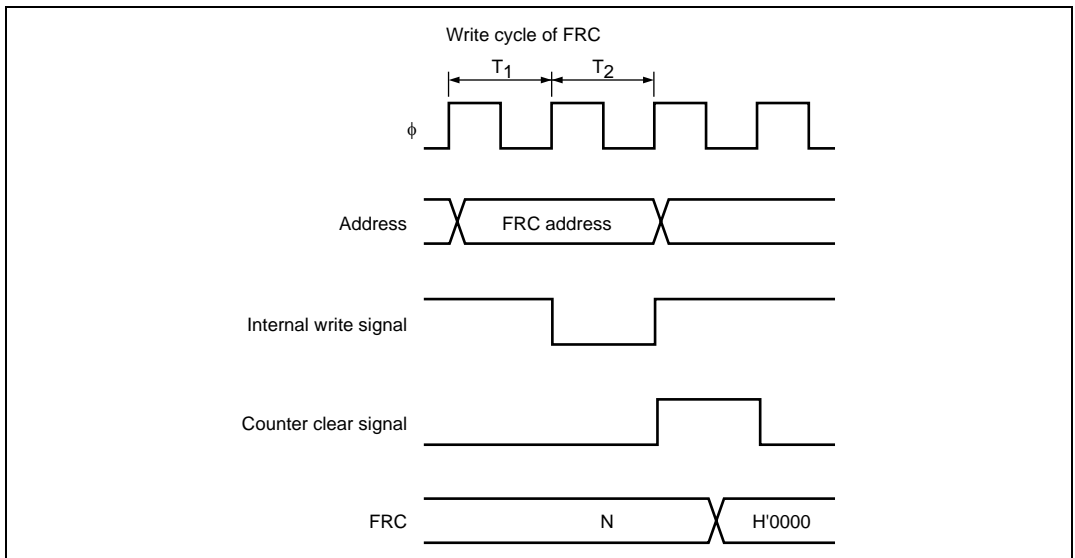 Write cycle of FRC
T1 T2
ϕ
Address FRC address
Internal write signal
Counter clear signal
FRC N H'0000